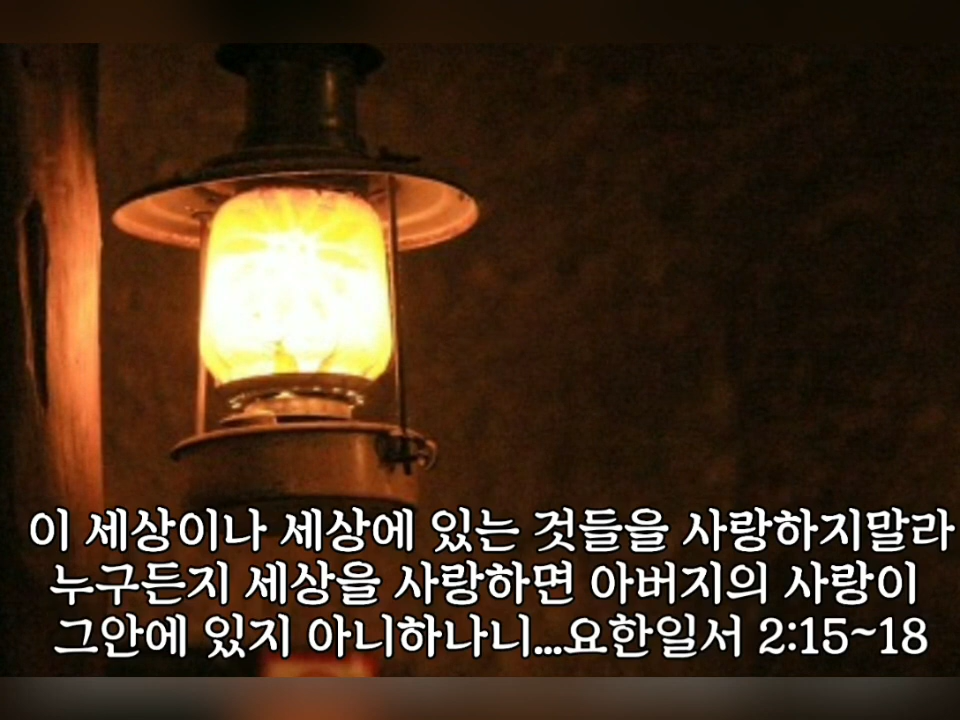 이 세상이나 세상에 있는 것들을 사랑하지말라
누구든지 세상을 사랑하면 아버지의 사랑이
그안에 있지 아니하나니...요한일서 2:15~18